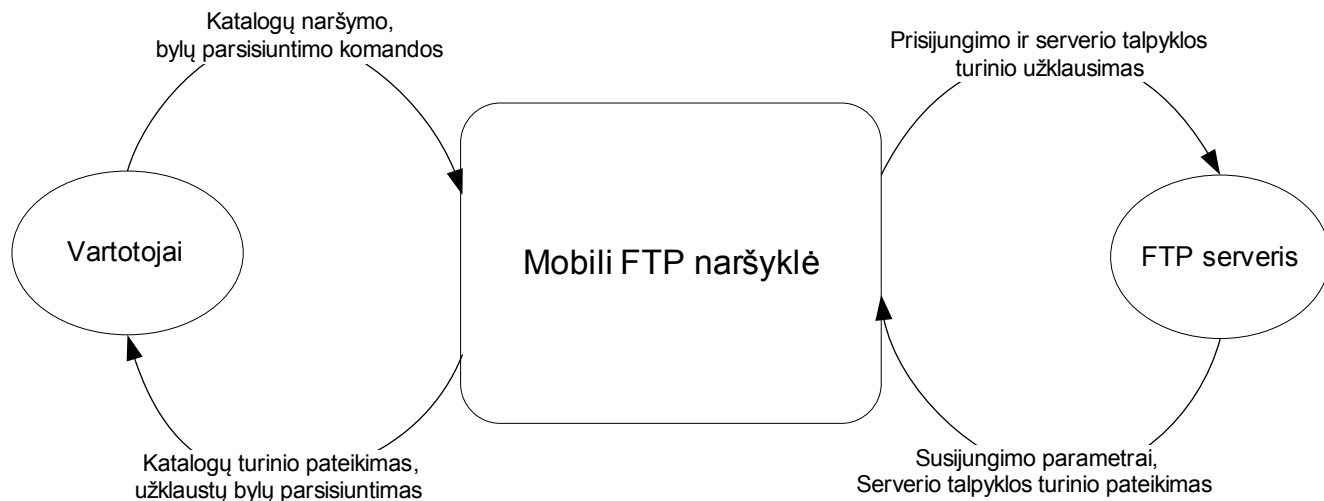 Katalogų naršymo,
bylų parsisiuntimo komandos
Prisijungimo ir serverio talpyklos
turinio užklausimas
Vartotojai
Mobili FTP naršyklė
FTP serveris
Katalogų turinio pateikimas,
užklaustų bylų parsisiuntimas
Susijungimo parametrai,
Serverio talpyklos turinio pateikimas